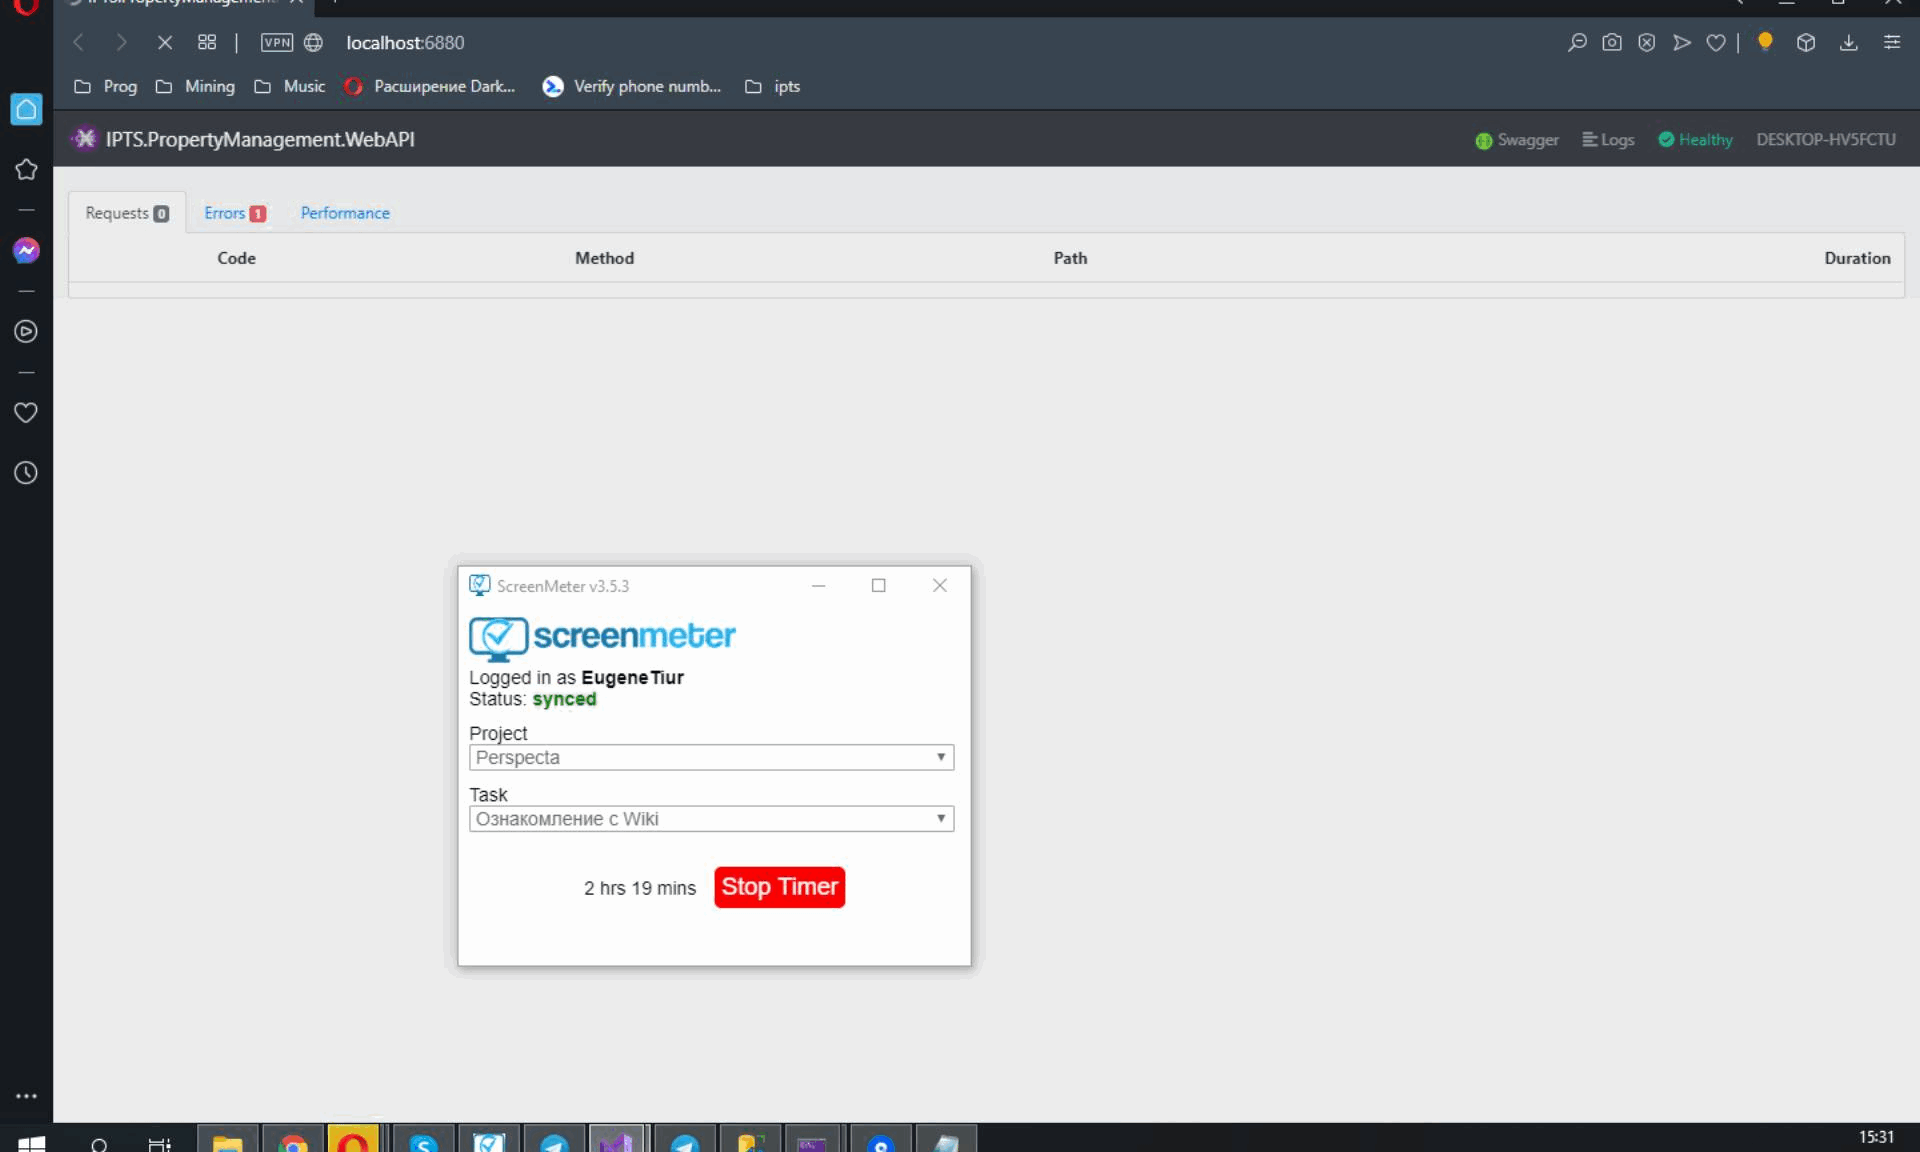 VPN localhost:6880
Prog Mining Music Расширение Dark... Verify phone numb... ipts
IPTS.PropertyManagement.WebAPI Swagger Logs Healthy DESKTOP-HV5FCTU
Requests 0 Errors 1 Performance
Code Method Path Duration
ScreenMeter v3.5.3
screenmeter
Logged in as EugeneTiur
Status: synced
Project
Perspecta
Task
Ознакомление с Wiki
2 hrs 19 mins Stop Timer
15:31